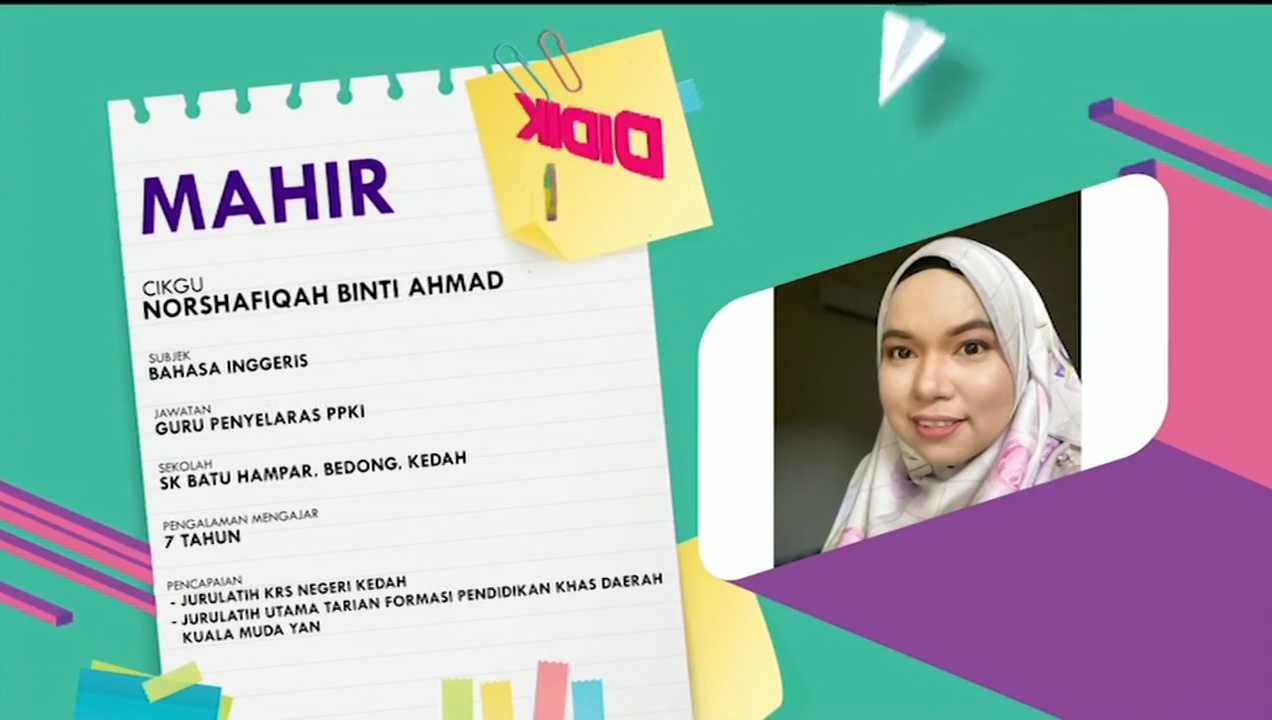 DIDIK
MAHIR
CIKGU
NORSHAFIQAH BINTI AHMAD
SUBJEK
BAHASA INGGERIS
JAWATAN
GURU PENYELARAS PPKI
SEKOLAH
SK BATU HAMPAR, BEDONG, KEDAH
PENGALAMAN MENGAJAR
7 TAHUN
PENCAPAIAN
- JURULATIH KRS NEGERI KEDAH
- JURULATIH UTAMA TARIAN FORMASI PENDIDIKAN KHAS DAERAH
KUALA MUDA YAN